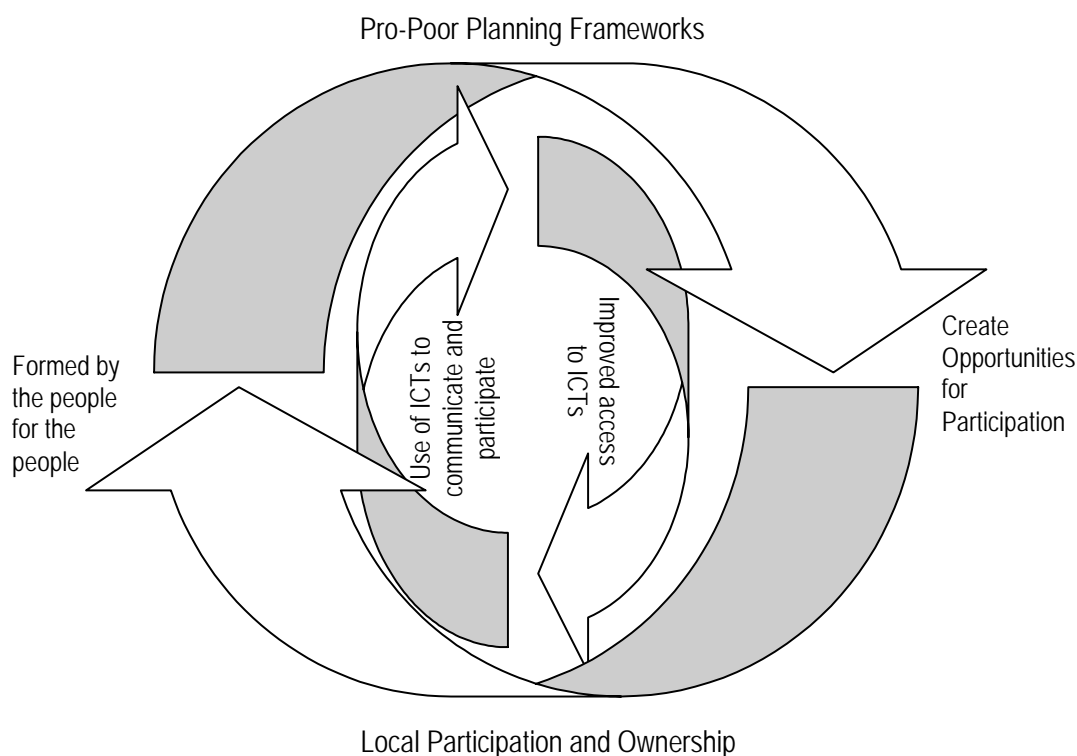 Pro-Poor Planning Frameworks
Formed by
the people
for the
people
Use of ICTs to
communicate and
participate
Improved access
to ICTs
Create
Opportunities
for
Participation
Local Participation and Ownership